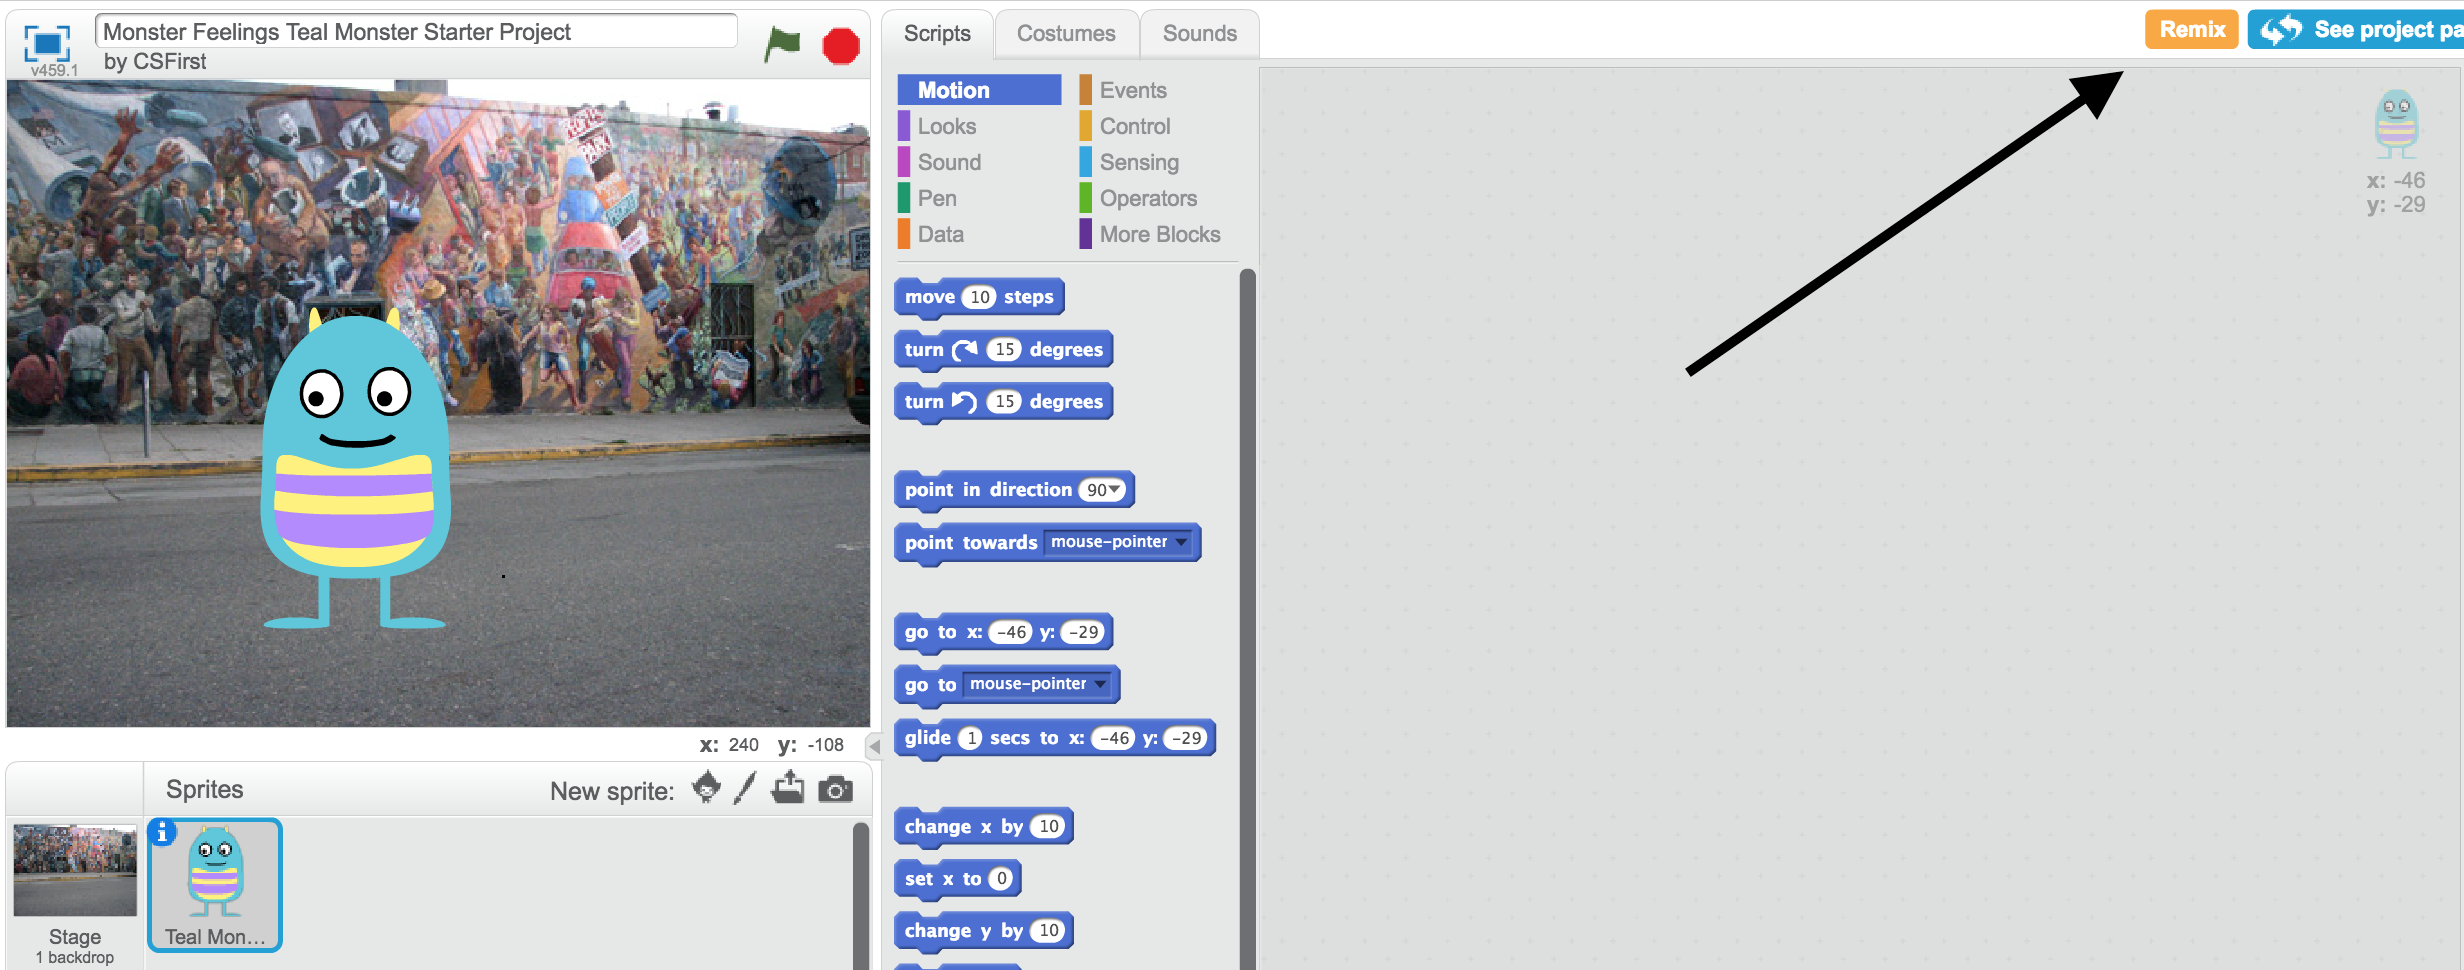 Monster Feelings Teal Monster Starter Project
by CSFirst
v459.1
Scripts
Costumes
Sounds
Remix
See project pa
Motion
Looks
Sound
Pen
Data
Events
Control
Sensing
Operators
More Blocks
move 10 steps
turn 15 degrees
turn 15 degrees
point in direction 90
point towards mouse-pointer
go to x: -46 y: -29
go to mouse-pointer
glide 1 secs to x: -46 y: -29
change x by 10
set x to 0
change y by 10
x: -46
y: -29
x: 240 y: -108
Sprites
New sprite:
Stage
1 backdrop
Teal Mon...